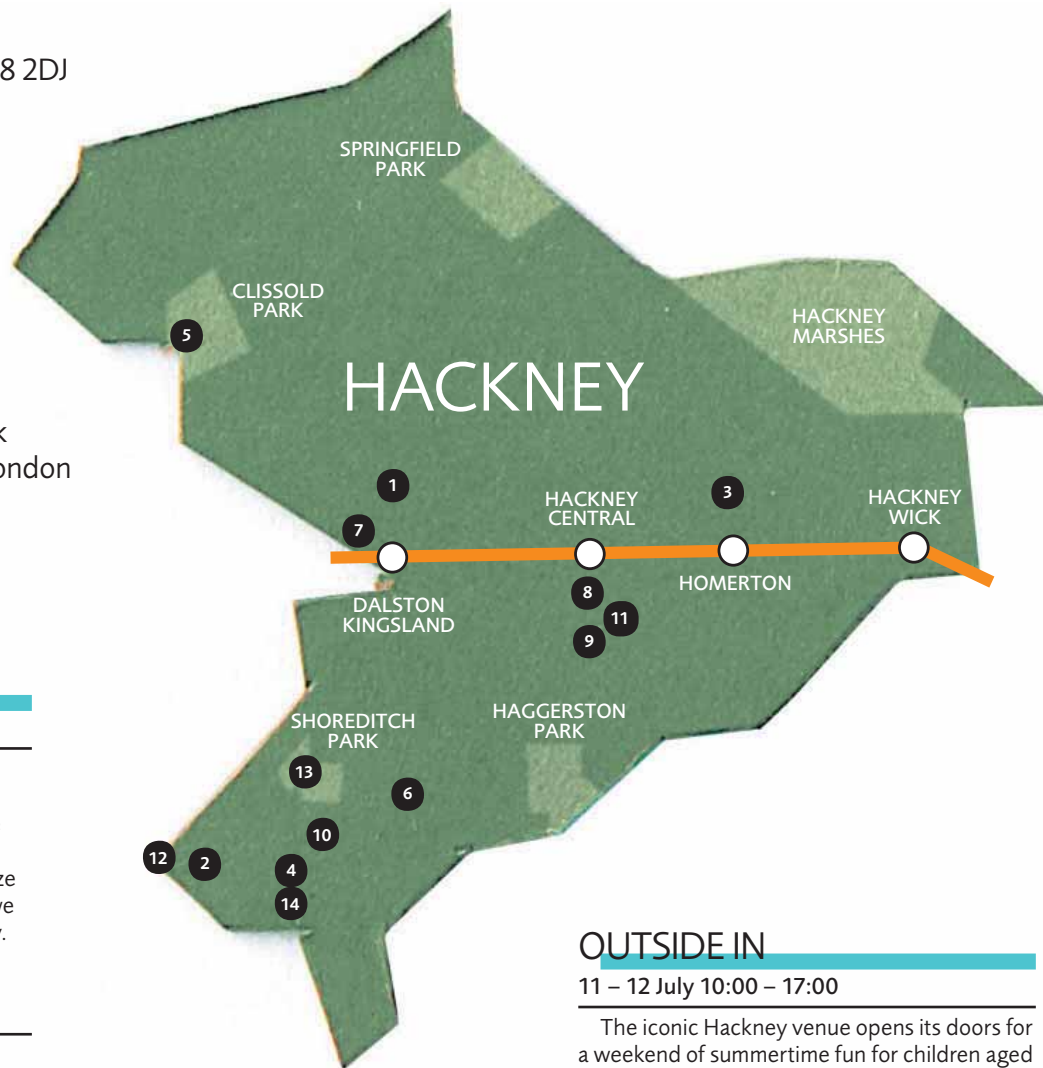 8 2DJ
SPRINGFIELD
PARK
CLISSOLD
PARK
5
HACKNEY
MARSHES
HACKNEY
k
ondon
1
3
HACKNEY
CENTRAL
HACKNEY
WICK
7
HOMERTON
DALSTON
KINGSLAND
8
11
9
SHOREDITCH
PARK
HAGGERSTON
PARK
13
6
10
12
2
4
14
ze
ve
y.
OUTSIDE IN
11 – 12 July 10:00 – 17:00
The iconic Hackney venue opens its doors for
a weekend of summertime fun for children aged